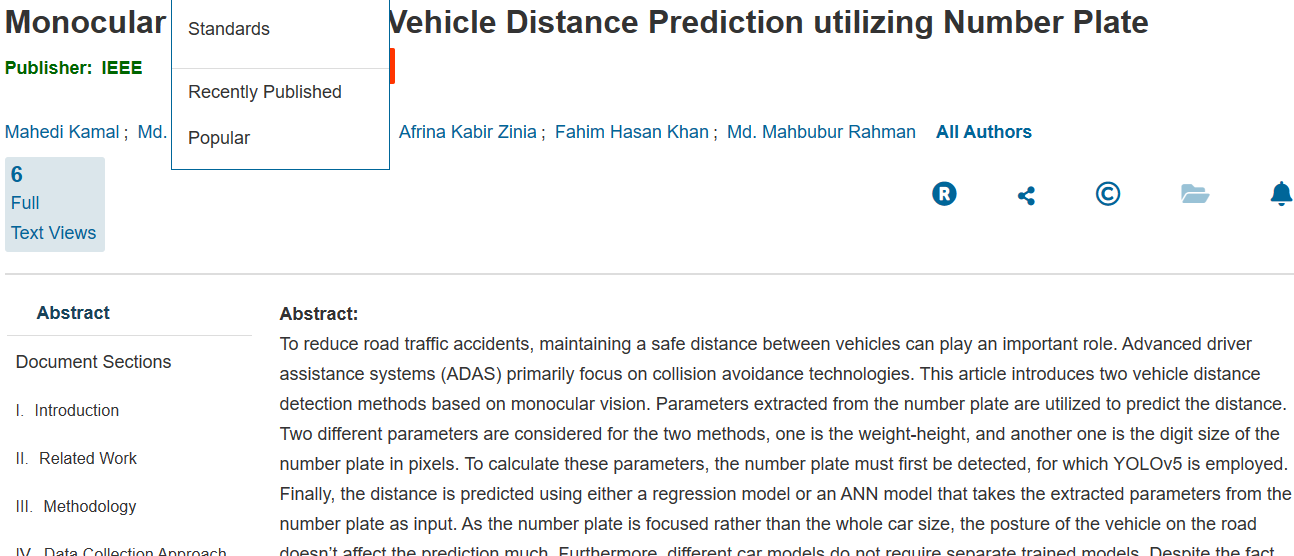 Monocular Vehicle Distance Prediction utilizing Number Plate
Standards
Publisher: IEEE
Recently Published
Popular
Mahedi Kamal ; Md. Afrina Kabir Zinia ; Fahim Hasan Khan ; Md. Mahbubur Rahman All Authors
6
Full
Text Views
R
©
Abstract
Document Sections
I. Introduction
II. Related Work
III. Methodology
IV. Data Collection Approach
Abstract:
To reduce road traffic accidents, maintaining a safe distance between vehicles can play an important role. Advanced driver
assistance systems (ADAS) primarily focus on collision avoidance technologies. This article introduces two vehicle distance
detection methods based on monocular vision. Parameters extracted from the number plate are utilized to predict the distance.
Two different parameters are considered for the two methods, one is the weight-height, and another one is the digit size of the
number plate in pixels. To calculate these parameters, the number plate must first be detected, for which YOLOv5 is employed.
Finally, the distance is predicted using either a regression model or an ANN model that takes the extracted parameters from the
number plate as input. As the number plate is focused rather than the whole car size, the posture of the vehicle on the road
doesn't affect the prediction much. Furthermore, different car models do not require separate trained models. Despite the fact